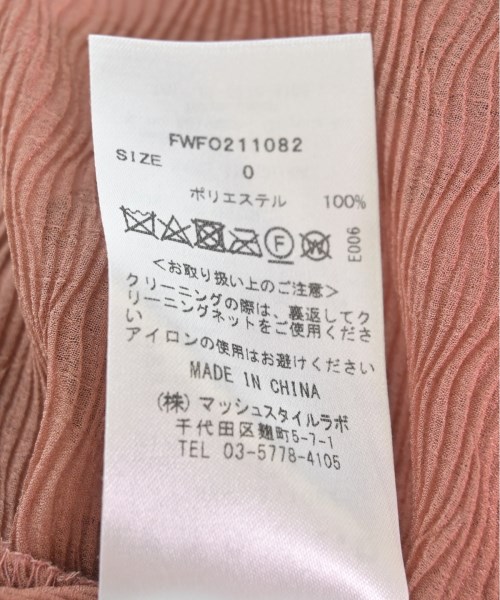 FWFO211082
SIZE
0
ポリエステル 100%
F W E006
<お取り扱い上のご注意>
クリーニングの際は、裏返してク
リーニングネットをご使用くださ
い
アイロンの使用はお避けください
MADE IN CHINA
(株) マッシュスタイルラボ
千代田区麹町5-7-1
TEL 03-5778-4105